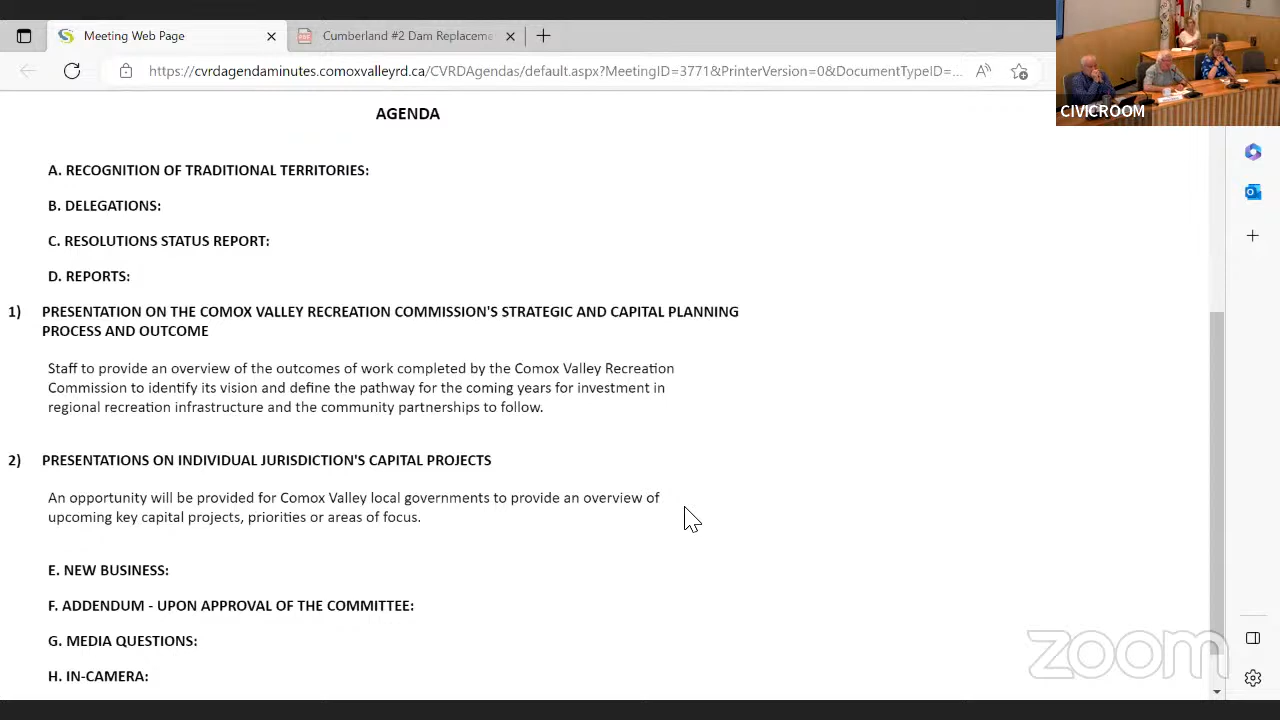 Meeting Web Page
Cumberland #2 Dam Replaceme
https://cvrdagendaminutes.comoxvalleyrd.ca/CVRDAgendas/default.aspx?MeetingID=3771&PrinterVersion=0&DocumentTypeID=...
CIVICROOM
AGENDA
A. RECOGNITION OF TRADITIONAL TERRITORIES:
B. DELEGATIONS:
C. RESOLUTIONS STATUS REPORT:
D. REPORTS:
1) PRESENTATION ON THE COMOX VALLEY RECREATION COMMISSION'S STRATEGIC AND CAPITAL PLANNING
PROCESS AND OUTCOME
Staff to provide an overview of the outcomes of work completed by the Comox Valley Recreation
Commission to identify its vision and define the pathway for the coming years for investment in
regional recreation infrastructure and the community partnerships to follow.
2) PRESENTATIONS ON INDIVIDUAL JURISDICTION'S CAPITAL PROJECTS
An opportunity will be provided for Comox Valley local governments to provide an overview of
upcoming key capital projects, priorities or areas of focus.
E. NEW BUSINESS:
F. ADDENDUM - UPON APPROVAL OF THE COMMITTEE:
G. MEDIA QUESTIONS:
H. IN-CAMERA:
zoom